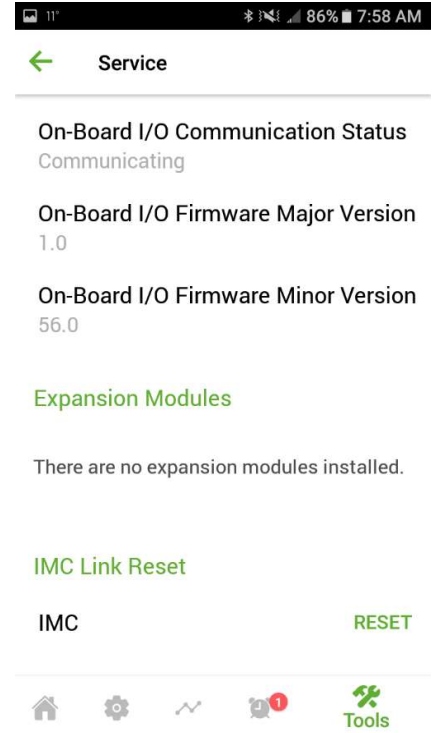 11° 86% 7:58 AM
Service
On-Board I/O Communication Status
Communicating
On-Board I/O Firmware Major Version
1.0
On-Board I/O Firmware Minor Version
56.0
Expansion Modules
There are no expansion modules installed.
IMC Link Reset
IMC RESET
1
Tools